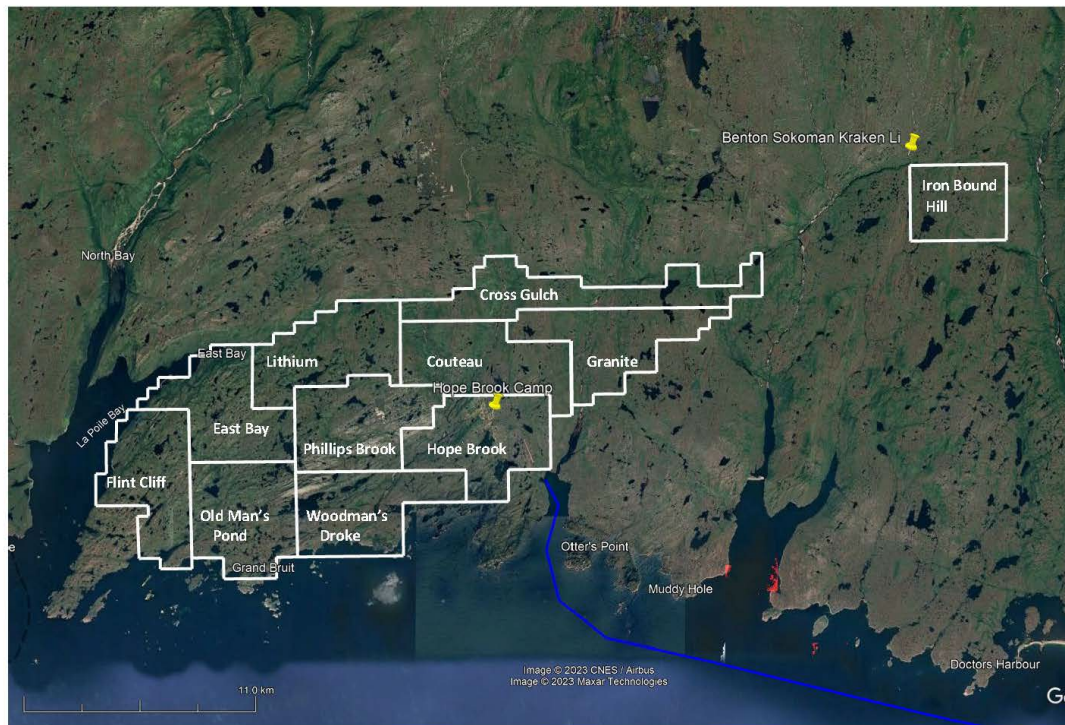 Benton Sokoman Kraken Li
Iron Bound
Hill
North Bay
Cross Gulch
East Bay
Lithium
Couteau
Granite
Hope Brook Camp
La Poile Bay
East Bay
Phillips Brook
Hope Brook
Flint Cliff
Old Man's
Pond
Woodman's
Droke
Otter's Point
e
Grand Bruit
Muddy Hole
Doctors Harbour
Image © 2023 CNES / Airbus
Image © 2023 Maxar Technologies
11.0 km
Go